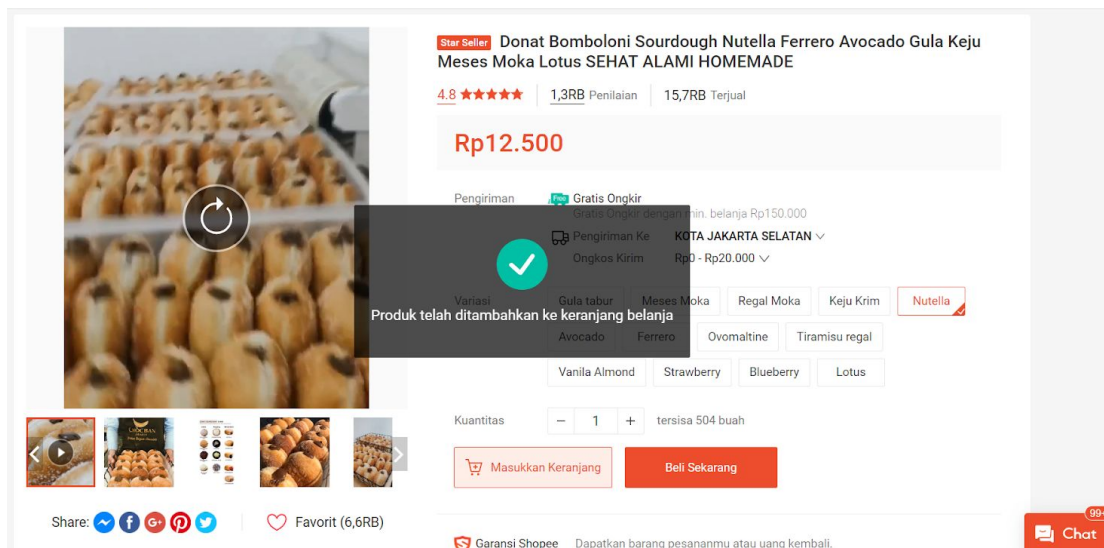 Star Seller Donat Bomboloni Sourdough Nutella Ferrero Avocado Gula Keju
Meses Moka Lotus SEHAT ALAMI HOMEMADE
4.8 1,3RB Penilaian 15,7RB Terjual
Rp12.500
Pengiriman Free Gratis Ongkir
Gratis Ongkir dengan min. belanja Rp150.000
Pengiriman Ke KOTA JAKARTA SELATAN
Ongkos Kirim Rp0 - Rp20.000
Variasi Gula tabur Meses Moka Regal Moka Keju Krim Nutella
Produk telah ditambahkan ke keranjang belanja
Avocado Ferrero Ovomaltine Tiramisu regal
Vanila Almond Strawberry Blueberry Lotus
Kuantitas − 1 + tersisa 504 buah
Masukkan Keranjang Beli Sekarang
Share: Favorit (6,6RB)
99+
Chat
Garansi Shopee Dapatkan barang pesananmu atau uang kembali.